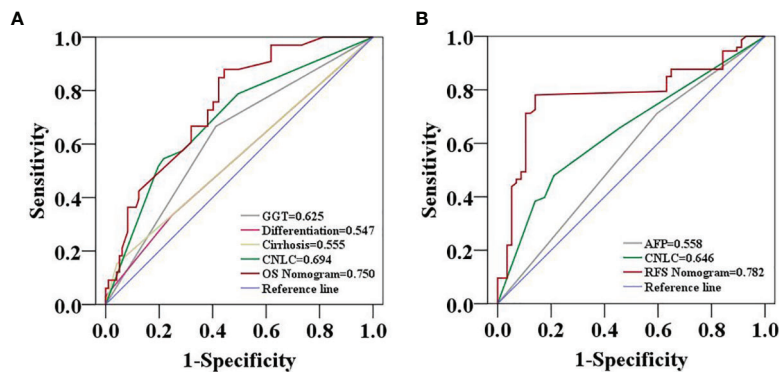 A
1.0
0.8
0.6
0.4
0.2
0.0
Sensitivity
GGT=0.625
Differentiation=0.547
Cirrhosis=0.555
CNLC=0.694
OS Nomogram=0.750
Reference line
0.0 0.2 0.4 0.6 0.8 1.0
1-Specificity
B
1.0
0.8
0.6
0.4
0.2
0.0
Sensitivity
AFP=0.558
CNLC=0.646
RFS Nomogram=0.782
Reference line
0.0 0.2 0.4 0.6 0.8 1.0
1-Specificity